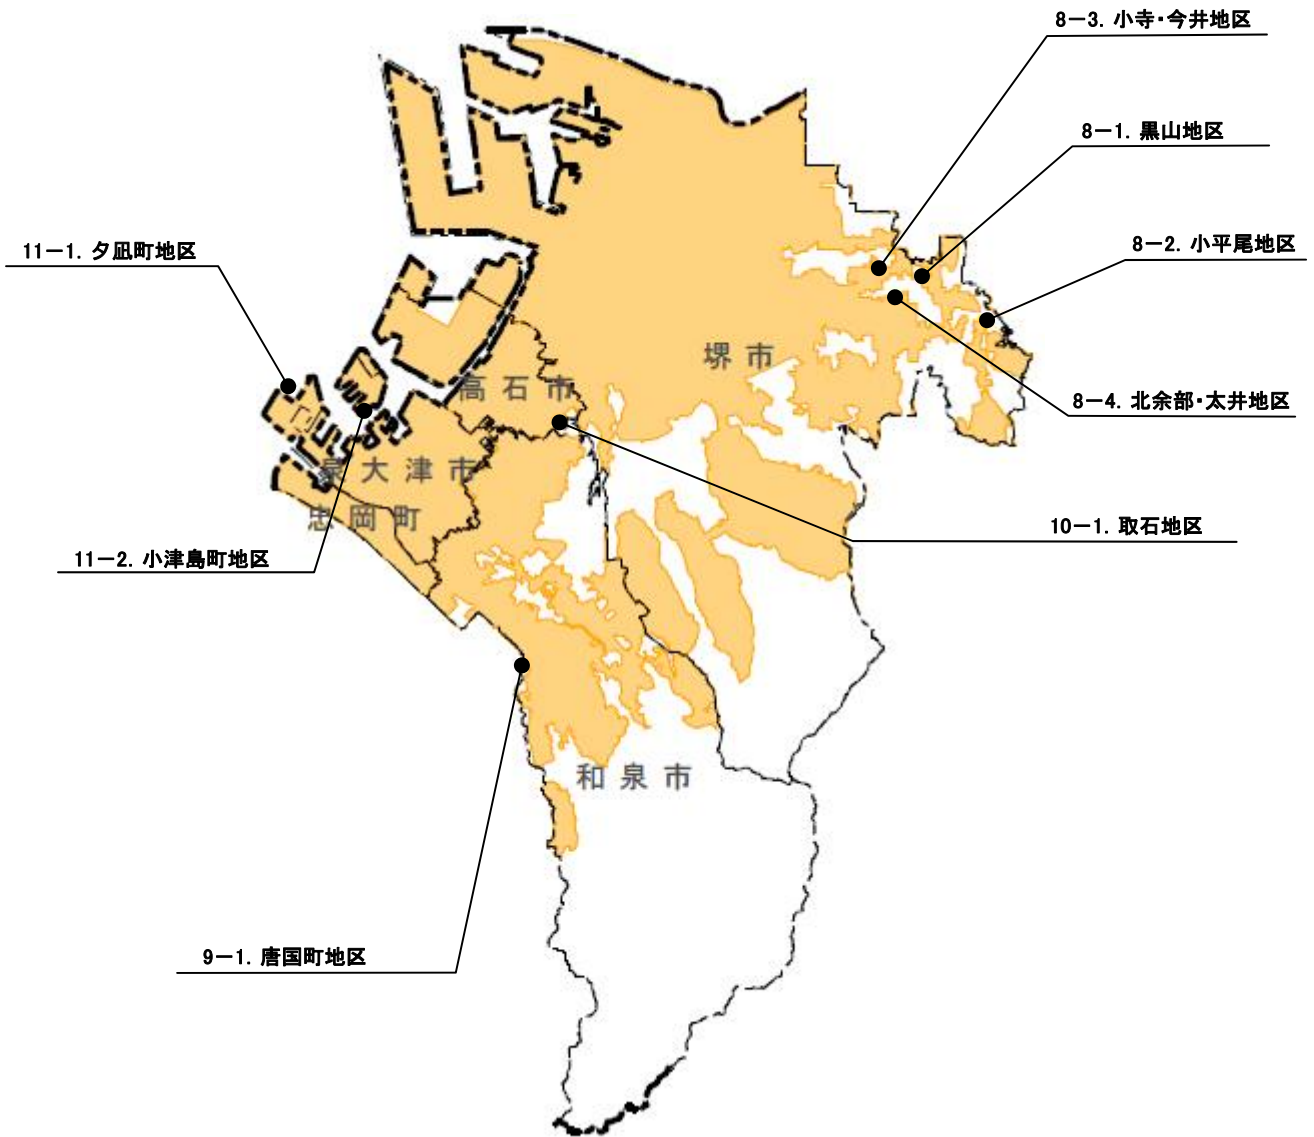 8－3. 小寺・今井地区
8－1. 黒山地区
8－2. 小平尾地区
11－1. 夕凪町地区
堺市
高石市
8－4. 北余部・太井地区
泉大津市
忠岡町
10－1. 取石地区
11－2. 小津島町地区
和泉市
9－1. 唐国町地区